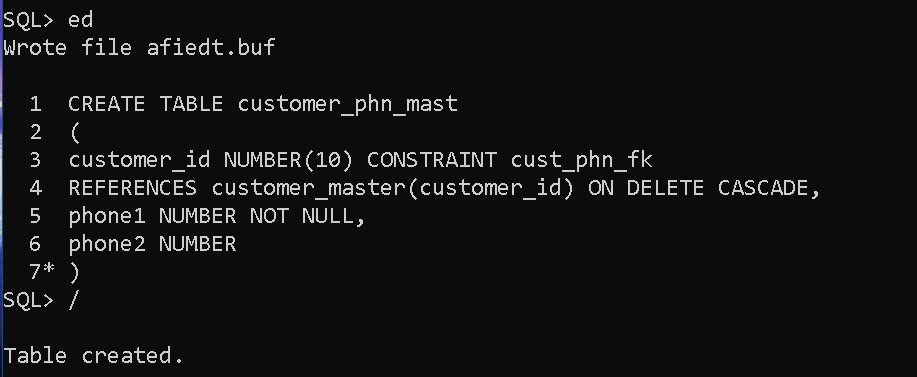 SQL> ed
Wrote file afiedt.buf
1 CREATE TABLE customer_phn_mast
2 (
3 customer_id NUMBER(10) CONSTRAINT cust_phn_fk
4 REFERENCES customer_master(customer_id) ON DELETE CASCADE,
5 phone1 NUMBER NOT NULL,
6 phone2 NUMBER
7* )
SQL> /
Table created.